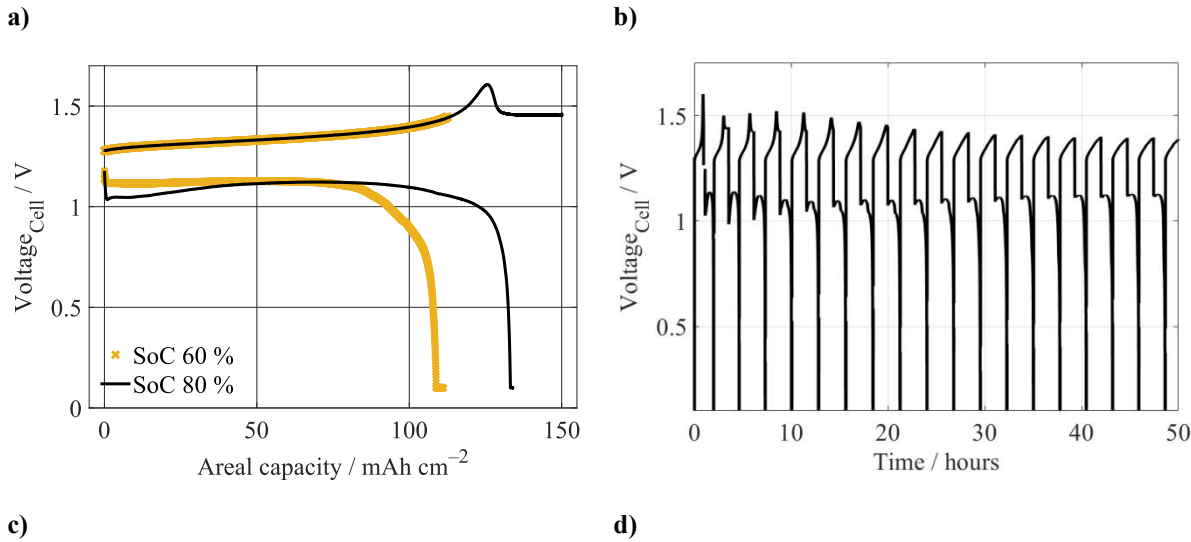 a)
b)
1.5
1
1.5
0
Voltage_Cell / V
SoC 60 %
SoC 80 %
0
50
100
150
Areal capacity / mAh cm⁻²
1.5
1
0.5
Voltage_Cell / V
0
10
20
30
40
50
Time / hours
c)
d)